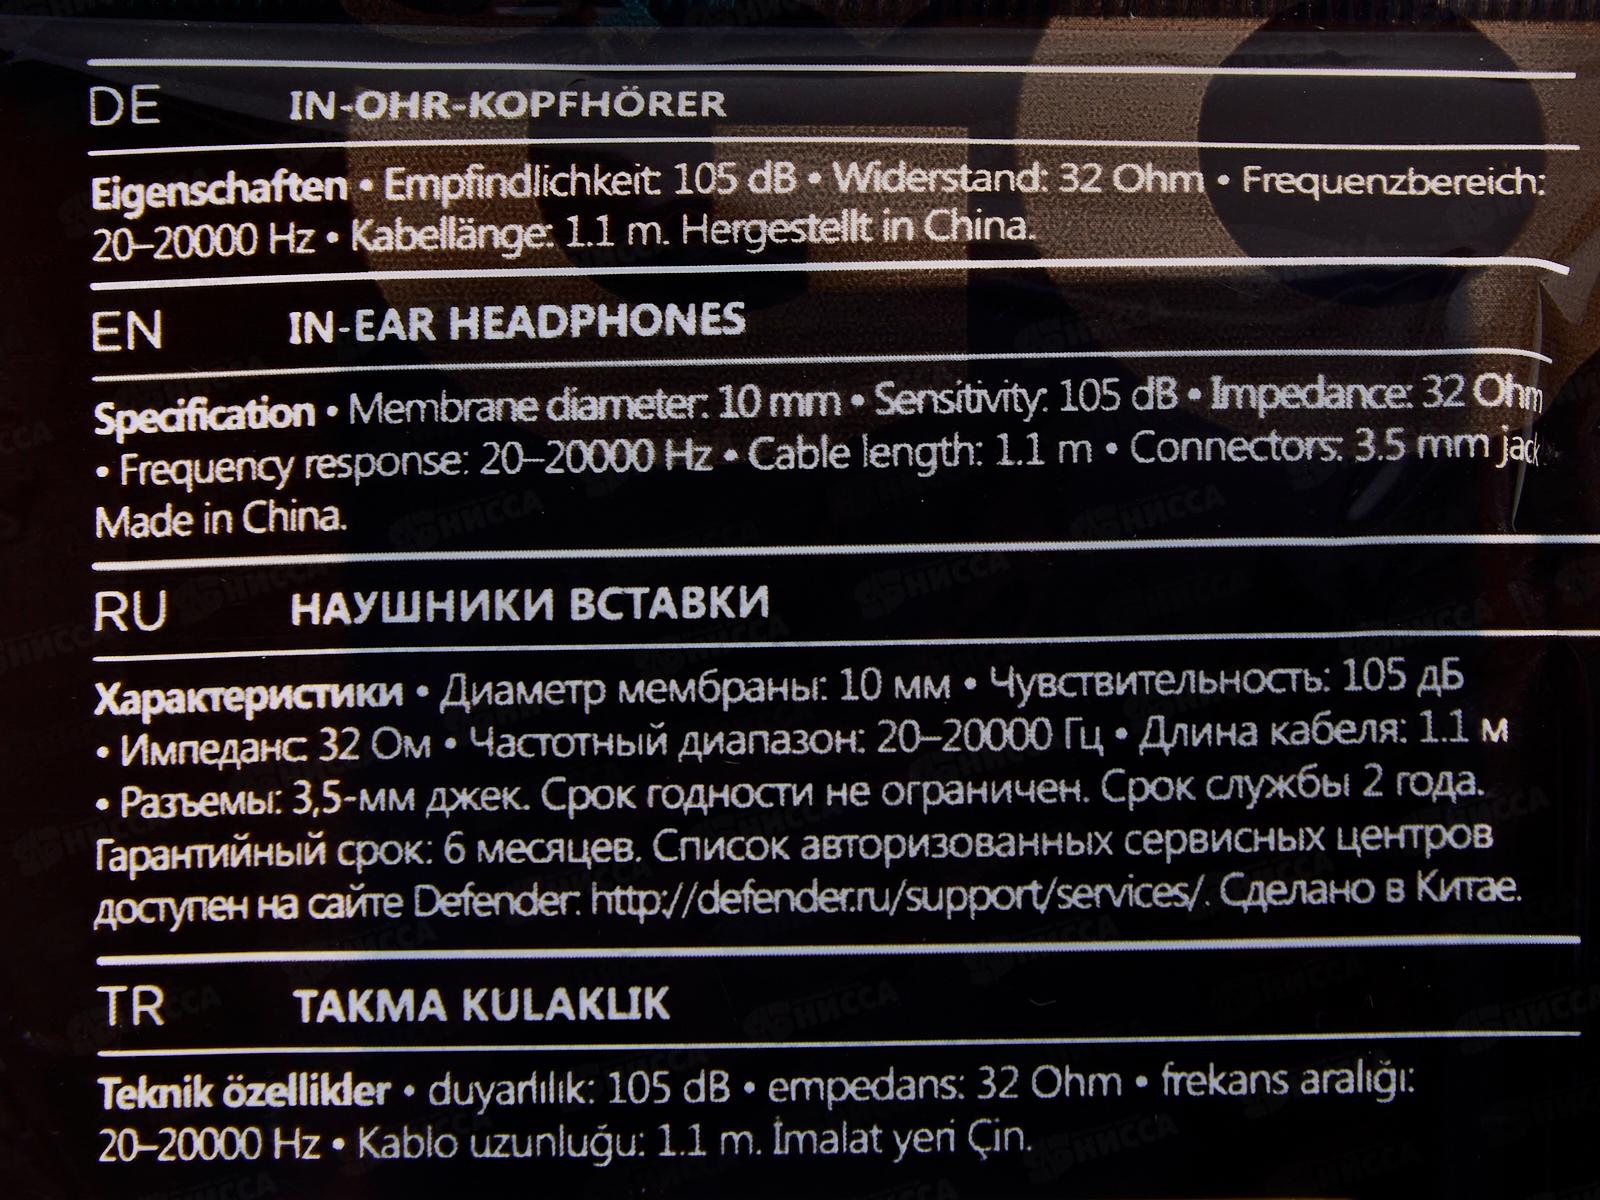 DE IN-OHR-KOPFHÖRER
Eigenschaften • Empfindlichkeit: 105 dB • Widerstand: 32 Ohm • Frequenzbereich:
20–20000 Hz • Kabellänge: 1.1 m. Hergestellt in China.
EN IN-EAR HEADPHONES
Specification • Membrane diameter: 10 mm • Sensitivity: 105 dB • Impedance: 32 Ohm
• Frequency response: 20–20000 Hz • Cable length: 1.1 m • Connectors: 3.5 mm jack
Made in China.
RU НАУШНИКИ ВСТАВКИ
Характеристики • Диаметр мембраны: 10 мм • Чувствительность: 105 дБ
• Импеданс: 32 Ом • Частотный диапазон: 20–20000 Гц • Длина кабеля: 1.1 м
• Разъемы: 3,5-мм джек. Срок годности не ограничен. Срок службы 2 года.
Гарантийный срок: 6 месяцев. Список авторизованных сервисных центров
доступен на сайте Defender: http://defender.ru/support/services/. Сделано в Китае.
TR TAKMA KULAKLIK
Teknik özellikler • duyarlılık: 105 dB • empedans: 32 Ohm • frekans aralığı:
20–20000 Hz • Kablo uzunluğu: 1.1 m. İmalat yeri Çin.